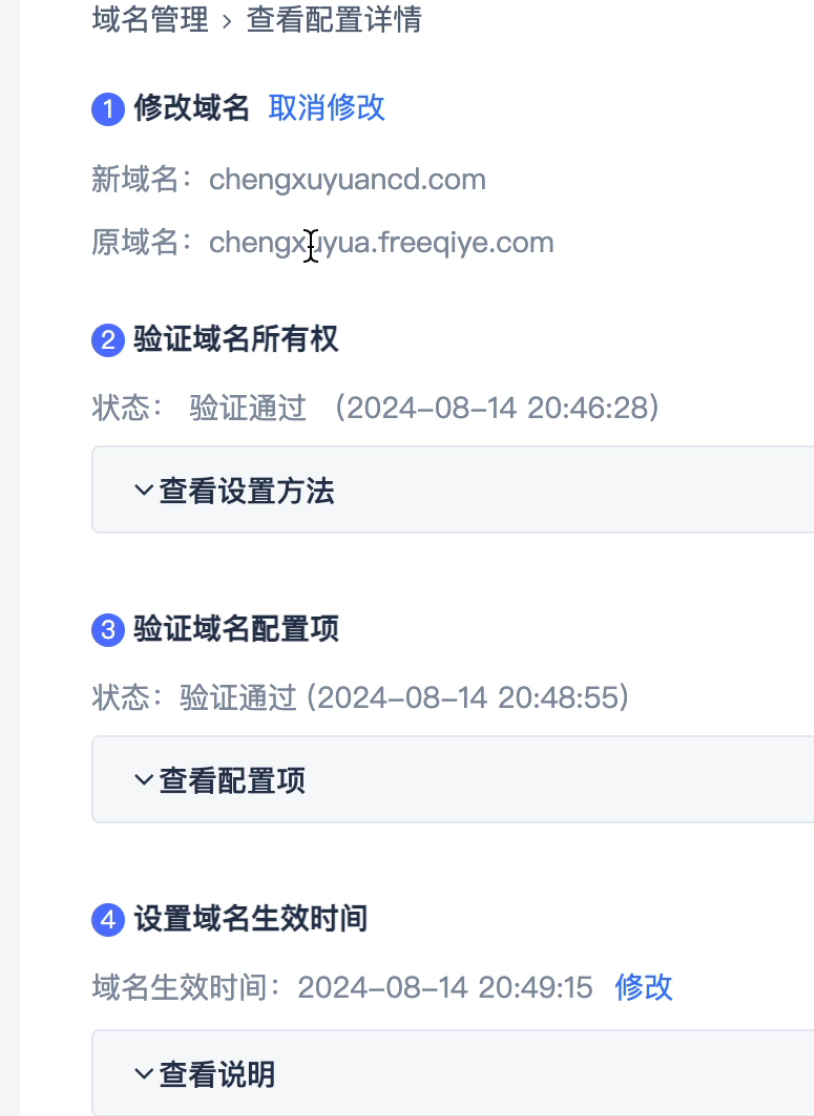 域名管理 › 查看配置详情
1 修改域名 取消修改
新域名：chengxuyuancd.com
原域名：chengxuyua.freeqiye.com
2 验证域名所有权
状态： 验证通过 (2024-08-14 20:46:28)
查看设置方法
3 验证域名配置项
状态：验证通过 (2024-08-14 20:48:55)
查看配置项
4 设置域名生效时间
域名生效时间：2024-08-14 20:49:15 修改
查看说明